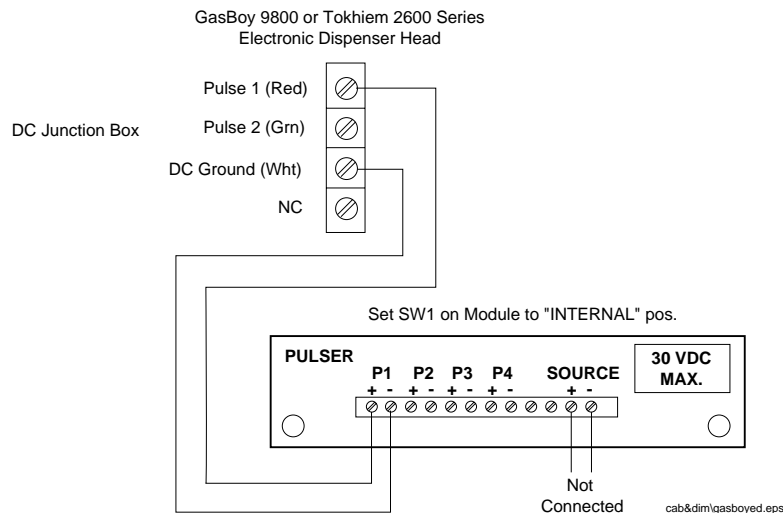 GasBoy 9800 or Tokhiem 2600 Series
Electronic Dispenser Head
Pulse 1 (Red)
DC Junction Box
Pulse 2 (Grn)
DC Ground (Wht)
NC
Set SW1 on Module to "INTERNAL" pos.
PULSER
30 VDC
MAX.
P1 P2 P3 P4 SOURCE
+ - + - + - + - + -
Not
Connected
cab&dim\gasboyed.eps